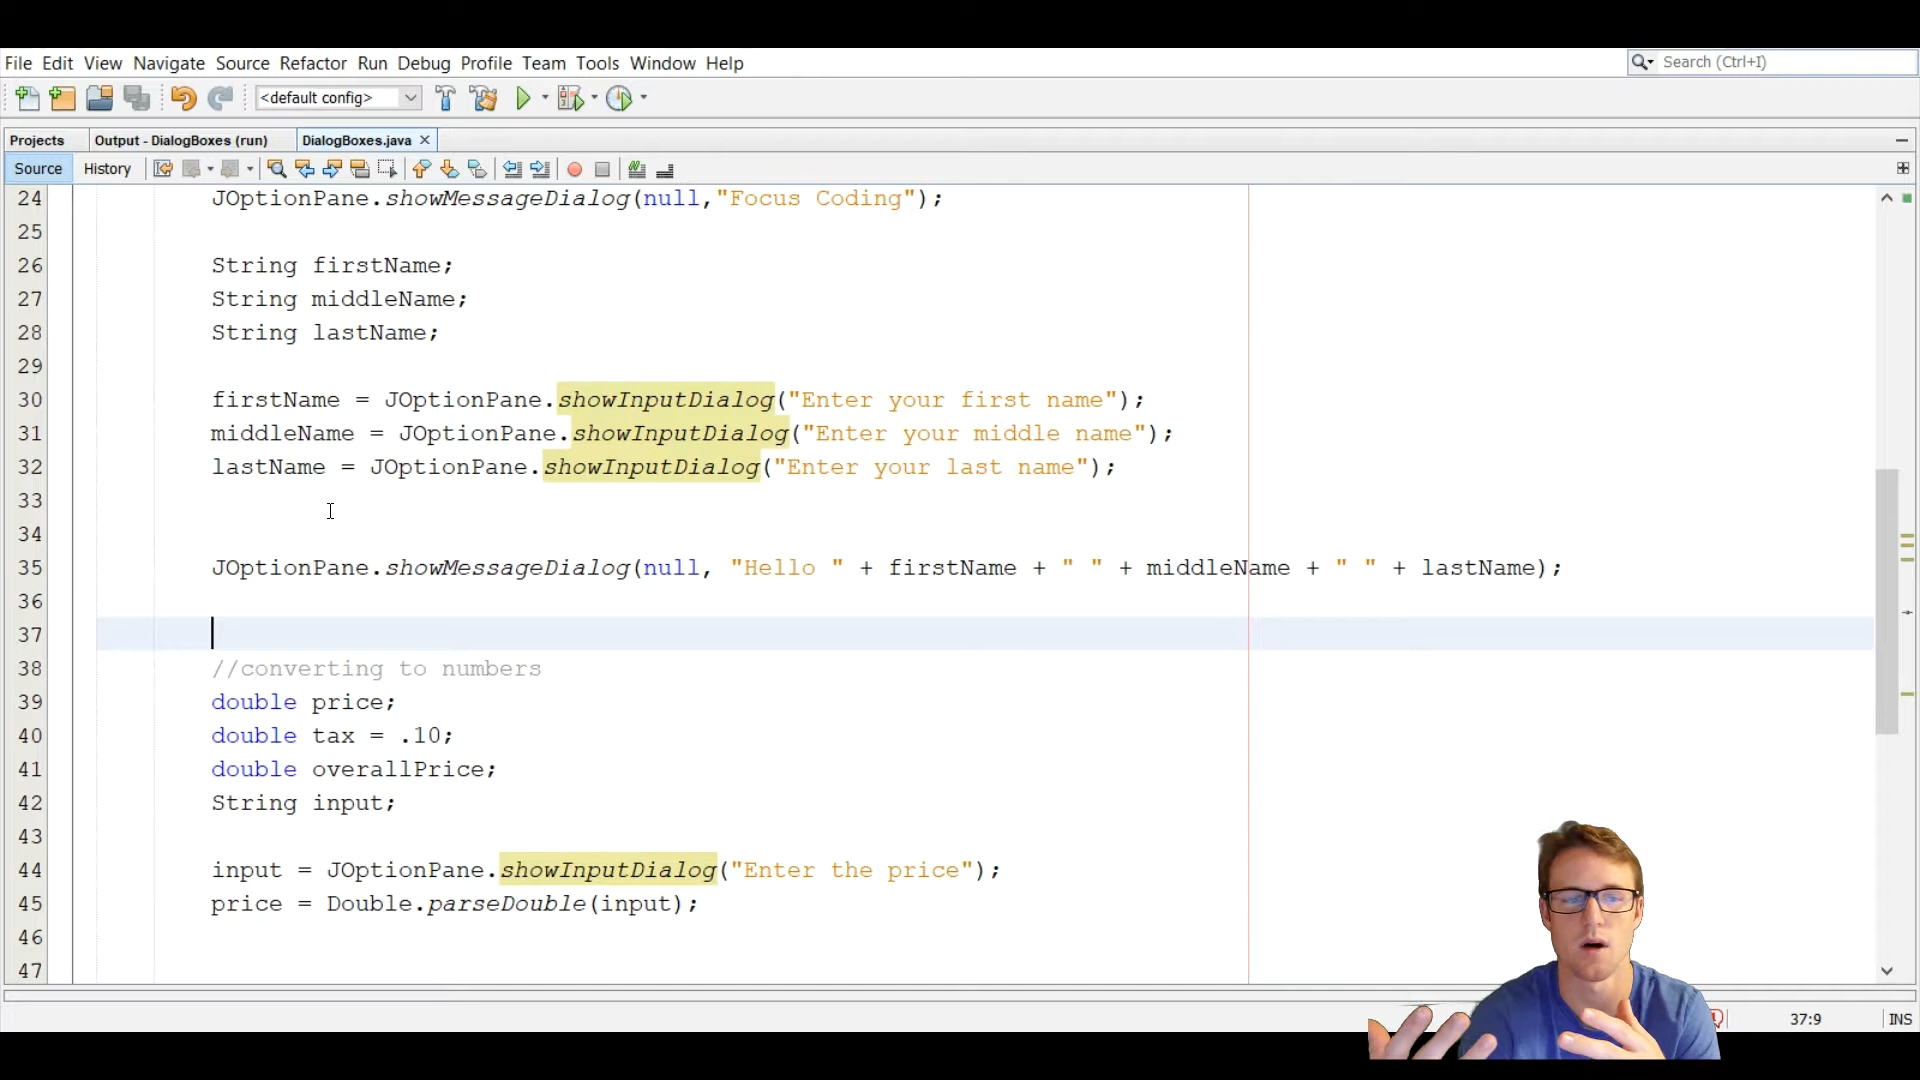 File Edit View Navigate Source Refactor Run Debug Profile Team Tools Window Help
Search (Ctrl+I)
<default config>
Projects Output - DialogBoxes (run) DialogBoxes.java
Source History
24 JOptionPane.showMessageDialog(null,"Focus Coding");
25
26 String firstName;
27 String middleName;
28 String lastName;
29
30 firstName = JOptionPane.showInputDialog("Enter your first name");
31 middleName = JOptionPane.showInputDialog("Enter your middle name");
32 lastName = JOptionPane.showInputDialog("Enter your last name");
33
34
35 JOptionPane.showMessageDialog(null, "Hello " + firstName + " " + middleName + " " + lastName);
36
37
38 //converting to numbers
39 double price;
40 double tax = .10;
41 double overallPrice;
42 String input;
43
44 input = JOptionPane.showInputDialog("Enter the price");
45 price = Double.parseDouble(input);
46
47
37:9 INS